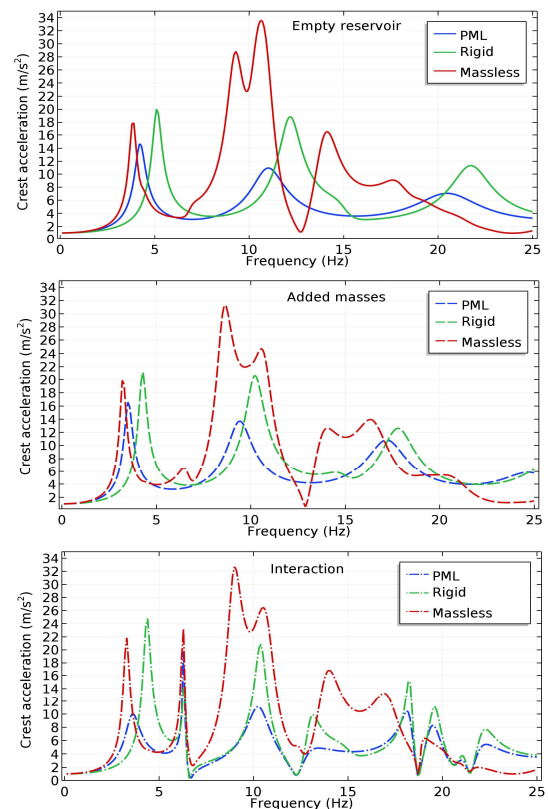 Empty reservoir
PML
Rigid
Massless
Crest acceleration (m/s²)
34
32
30
28
26
24
22
20
18
16
14
12
10
8
6
4
2
0
0 5 10 15 20 25
Frequency (Hz)
Added masses
PML
Rigid
Massless
Crest acceleration (m/s²)
34
32
30
28
26
24
22
20
18
16
14
12
10
8
6
4
2
0 5 10 15 20 25
Frequency (Hz)
Interaction
PML
Rigid
Massless
Crest acceleration (m/s²)
34
32
30
28
26
24
22
20
18
16
14
12
10
8
6
4
2
0
0 5 10 15 20 25
Frequency (Hz)